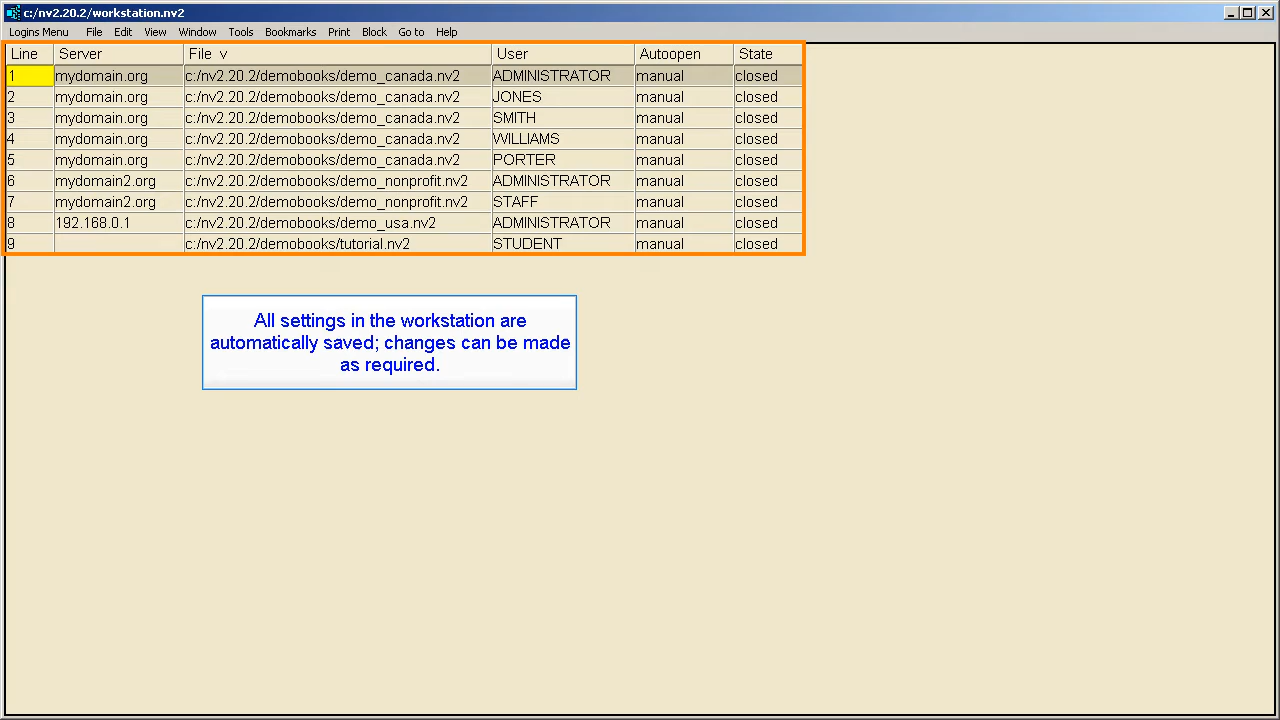 c:/nv2.20.2/workstation.nv2
Logins Menu File Edit View Window Tools Bookmarks Print Block Go to Help
Line Server File v User Autoopen State
1 mydomain.org c:/nv2.20.2/demobooks/demo_canada.nv2 ADMINISTRATOR manual closed
2 mydomain.org c:/nv2.20.2/demobooks/demo_canada.nv2 JONES manual closed
3 mydomain.org c:/nv2.20.2/demobooks/demo_canada.nv2 SMITH manual closed
4 mydomain.org c:/nv2.20.2/demobooks/demo_canada.nv2 WILLIAMS manual closed
5 mydomain.org c:/nv2.20.2/demobooks/demo_canada.nv2 PORTER manual closed
6 mydomain2.org c:/nv2.20.2/demobooks/demo_nonprofit.nv2 ADMINISTRATOR manual closed
7 mydomain2.org c:/nv2.20.2/demobooks/demo_nonprofit.nv2 STAFF manual closed
8 192.168.0.1 c:/nv2.20.2/demobooks/demo_usa.nv2 ADMINISTRATOR manual closed
9 c:/nv2.20.2/demobooks/tutorial.nv2 STUDENT manual closed
All settings in the workstation are
automatically saved; changes can be made
as required.